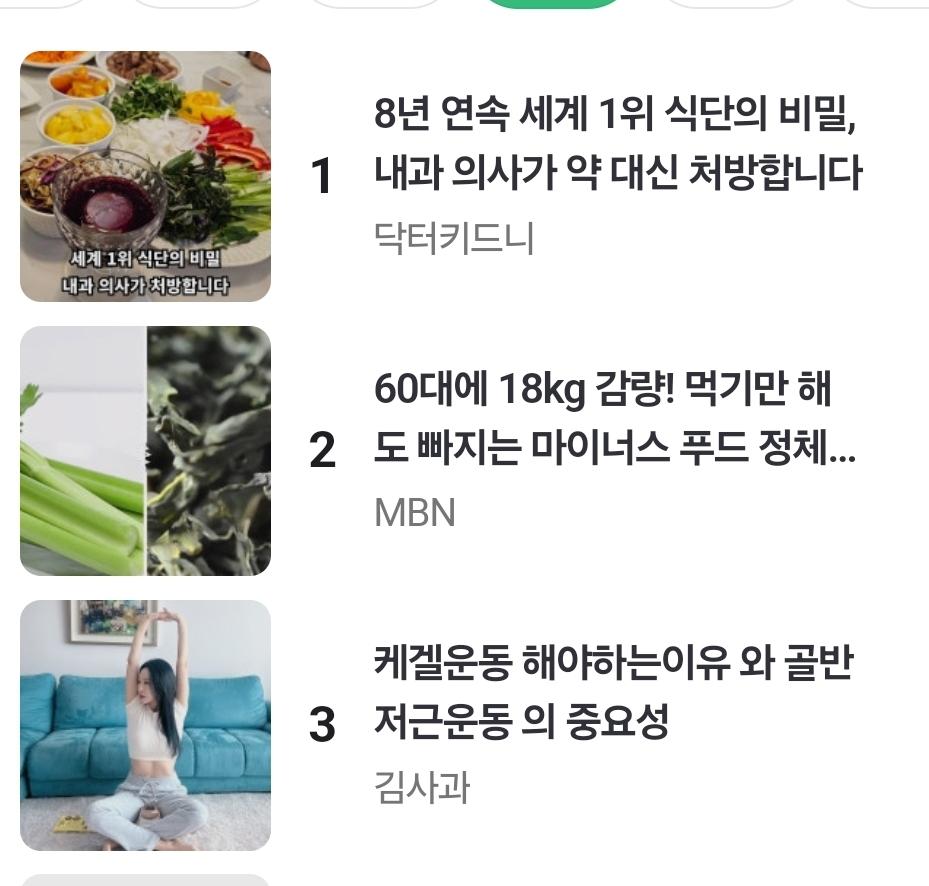 세계 1위 식단의 비밀
내과 의사가 처방합니다
1
8년 연속 세계 1위 식단의 비밀,
내과 의사가 약 대신 처방합니다
닥터키드니
2
60대에 18kg 감량! 먹기만 해
도 빠지는 마이너스 푸드 정체...
MBN
3
케겔운동 해야하는이유 와 골반
저근운동 의 중요성
김사과